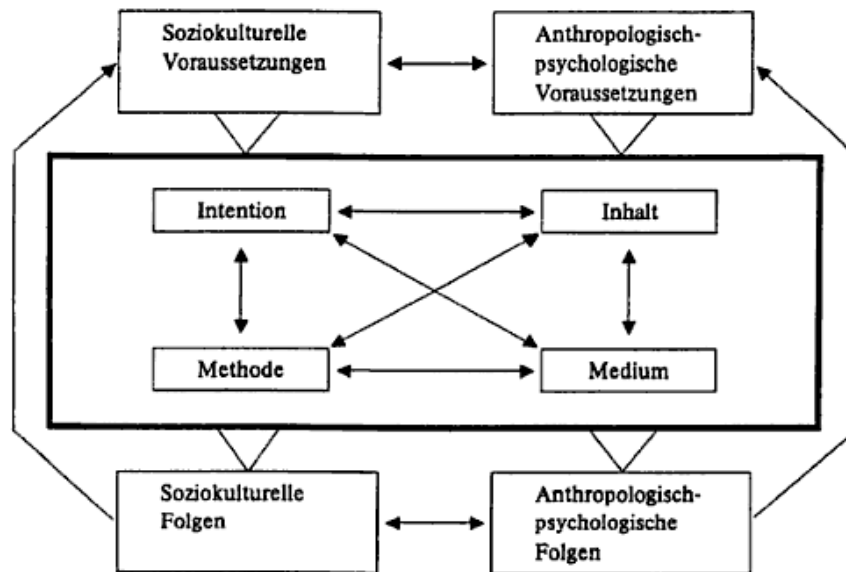 Soziokulturelle
Voraussetzungen
Anthropologisch-
psychologische
Voraussetzungen
Intention
Inhalt
Methode
Medium
Soziokulturelle
Folgen
Anthropologisch-
psychologische
Folgen